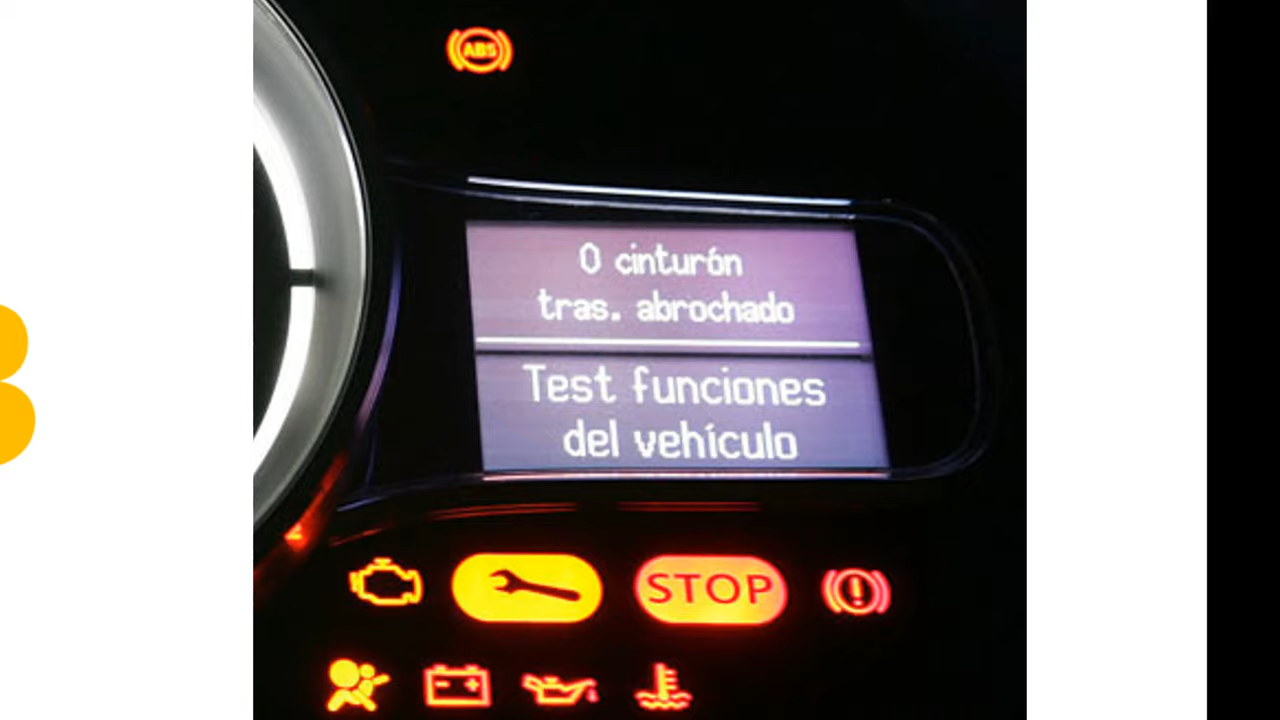 ABS
0 cinturón
tras. abrochado
Test funciones
del vehículo
STOP